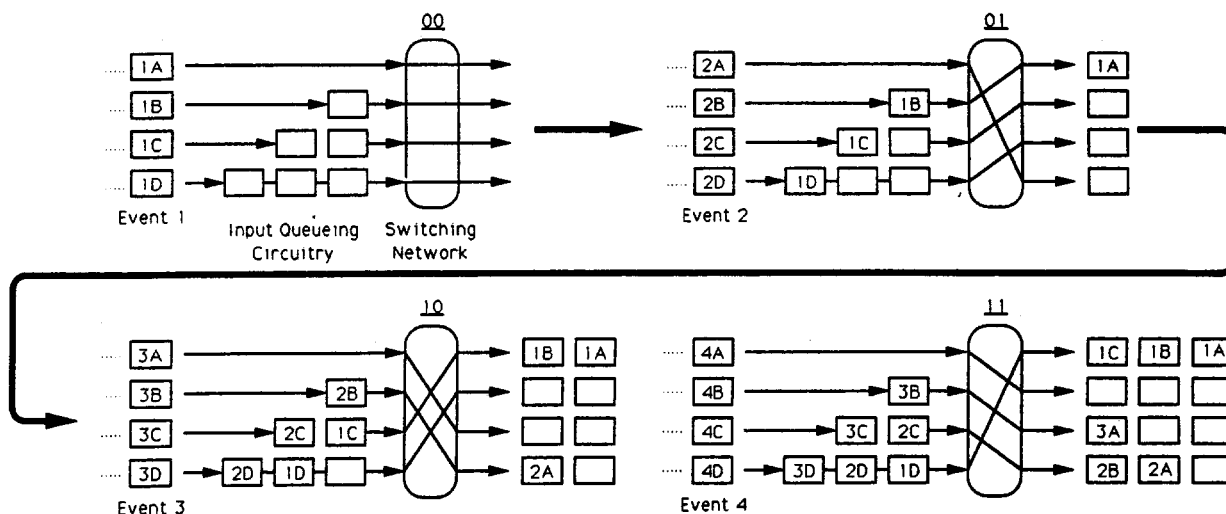 00
1A
1B
1C
1D
Event 1
Input Queueing
Circuitry
Switching
Network
01
2A
2B 1B
2C 1C
2D 1D
Event 2
1A
10
3A
3B 2B
3C 2C 1C
3D 2D 1D
Event 3
1B 1A
2A
11
4A
4B 3B
4C 3C 2C
4D 3D 2D 1D
Event 4
1C 1B 1A
3A
2B 2A